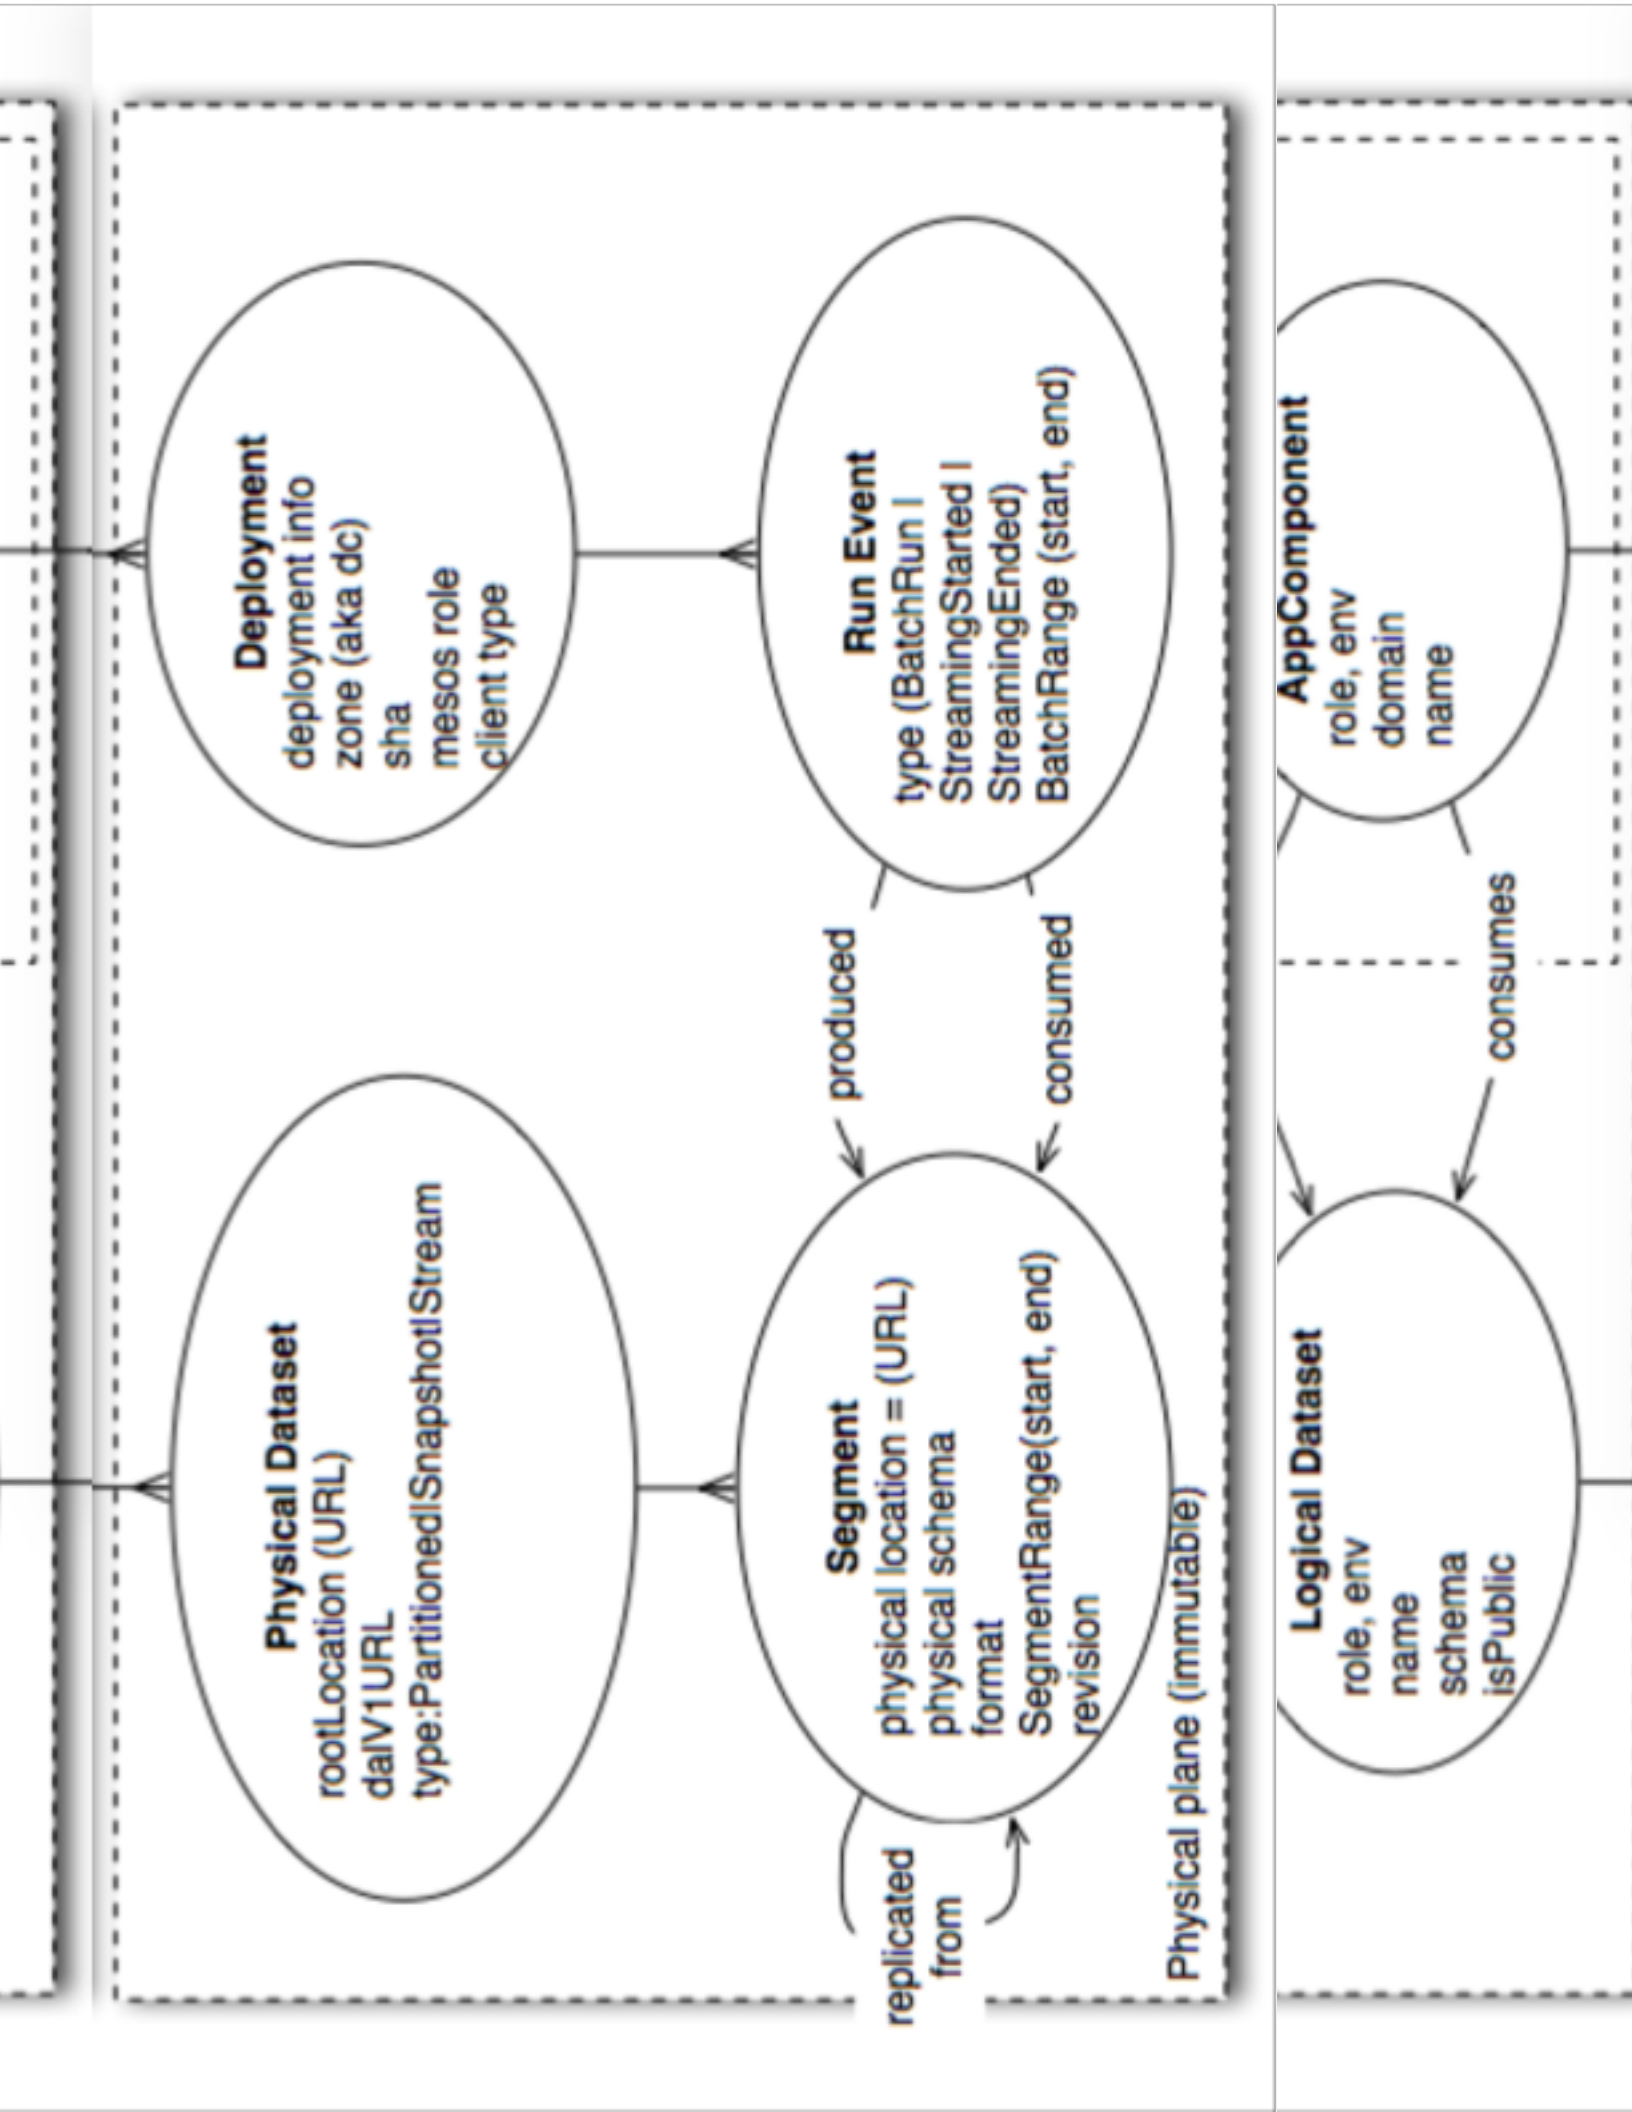 Physical Dataset
rootLocation (URL)
dalV1URL
type:Partitioned|Snapshot|Stream
Deployment
deployment info
zone (aka dc)
sha
mesos role
client type
Segment
physical location = (URL)
physical schema
format
SegmentRange(start, end)
revision
replicated
from
produced
consumed
Run Event
type (BatchRun |
StreamingStarted |
StreamingEnded)
BatchRange (start, end)
Physical plane (immutable)
Logical Dataset
role, env
name
schema
isPublic
consumes
AppComponent
role, env
domain
name